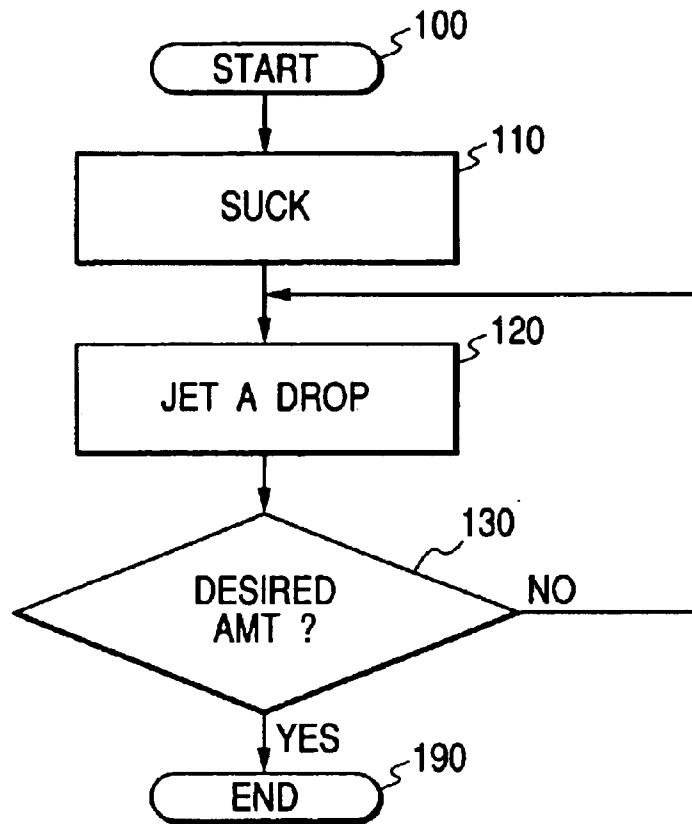 100
START
110
SUCK
120
JET A DROP
130
DESIRED
AMT ?
NO
YES
190
END